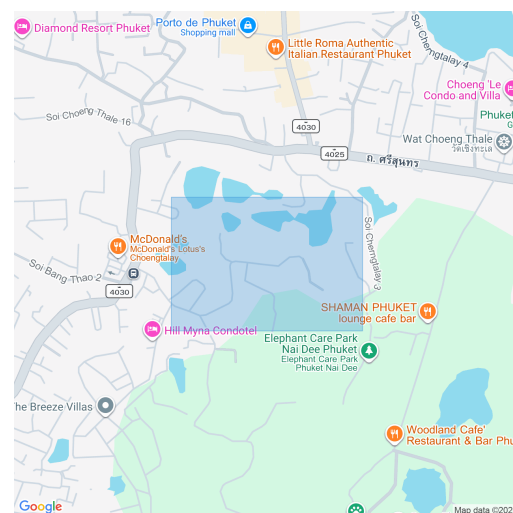 Diamond Resort Phuket
Porto de Phuket
Shopping mall
Little Roma Authentic
Italian Restaurant Phuket
Soi Cherngtalay 4
Choeng 'Le
Condo and Villa
Soi Choeng Thale 16
4030
Phuket
G
Wat Choeng Thale
วัดเชิงทะเล
4025
ถ. ศรีสุนทร
McDonald's
McDonald's Lotus's
Choengtalay
Soi Cherngtalay 3
Soi Bang Thao 2
4030
SHAMAN PHUKET
lounge cafe bar
Hill Myna Condotel
Elephant Care Park
Nai Dee Phuket
Elephant Care Park
Phuket Nai Dee
The Breeze Villas
Woodland Cafe'
Restaurant & Bar Phu
Google
Map data ©202